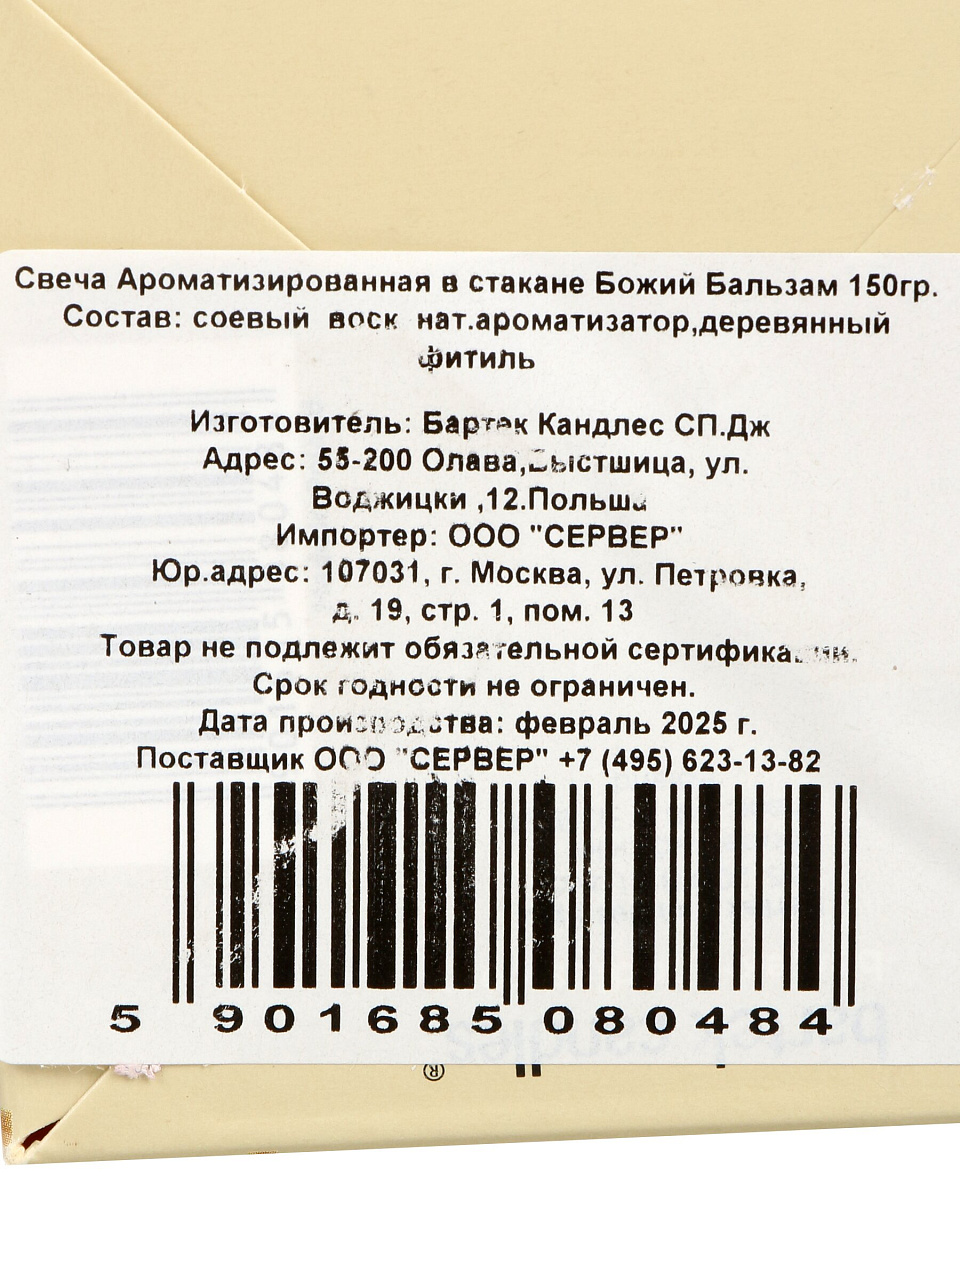 Свеча Ароматизированная в стакане Божий Бальзам 150гр.
Состав: соевый воск нат.ароматизатор,деревянный
фитиль
Изготовитель: Бартек Кандлес СП.Дж
Адрес: 55-200 Олава, ул.
Воджицки ,12.Польша
Импортер: ООО "СЕРВЕР"
Юр.адрес: 107031, г. Москва, ул. Петровка,
д. 19, стр. 1, пом. 13
Товар не подлежит обязательной сертификации.
Срок годности не ограничен.
Дата производства: февраль 2025 г.
Поставщик ООО "СЕРВЕР" +7 (495) 623-13-82
5 901685 080484
®